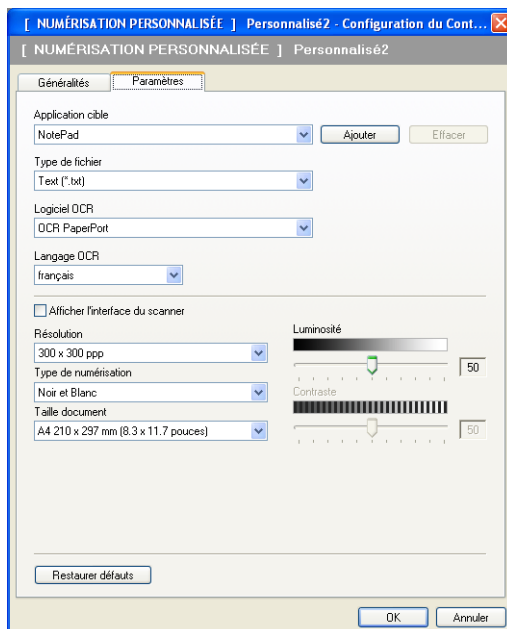 [ NUMÉRISATION PERSONNALISÉE ] Personnalisé2 - Configuration du Cont...
[ NUMÉRISATION PERSONNALISÉE ] Personnalisé2
Généralités Paramètres
Application cible
NotePad Ajouter Effacer
Type de fichier
Text (*.txt)
Logiciel OCR
OCR PaperPort
Langage OCR
français
Afficher l'interface du scanner
Résolution Luminosité
300 x 300 ppp 50
Type de numérisation
Noir et Blanc Contraste
Taille document
A4 210 x 297 mm (8.3 x 11.7 pouces) 50
Restaurer défauts
OK Annuler